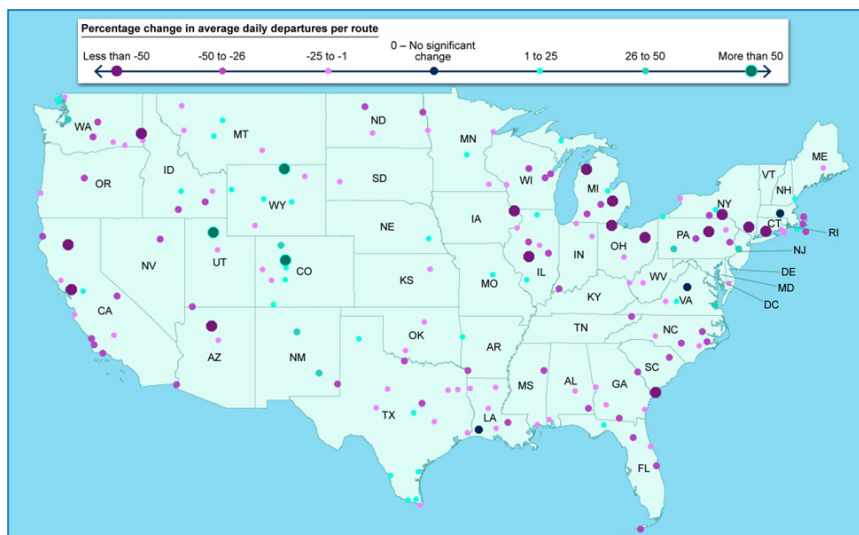 Percentage change in average daily departures per route
Less than -50
-50 to -26
-25 to -1
0 – No significant
change
1 to 25
26 to 50
More than 50
WA
MT
ND
MN
ME
VT
NH
OR
ID
SD
WI
MI
NY
WY
CT
RI
IA
PA
NE
NJ
OH
NV
UT
IL
IN
DE
CO
WV
MD
KS
MO
VA
CA
KY
DC
TN
NC
OK
AR
AZ
NM
SC
MS
AL
GA
TX
LA
FL